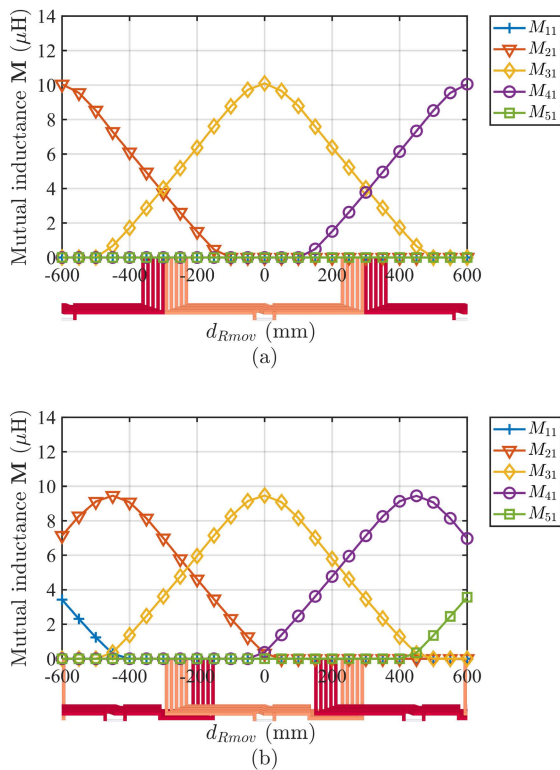 14
12
10
8
6
4
2
0
Mutual inductance M (μH)
-600 -400 -200 0 200 400 600
d_Rmov (mm)
(a)
M_11
M_21
M_31
M_41
M_51
14
12
10
8
6
4
2
0
Mutual inductance M (μH)
-600 -400 -200 0 200 400 600
d_Rmov (mm)
(b)
M_11
M_21
M_31
M_41
M_51